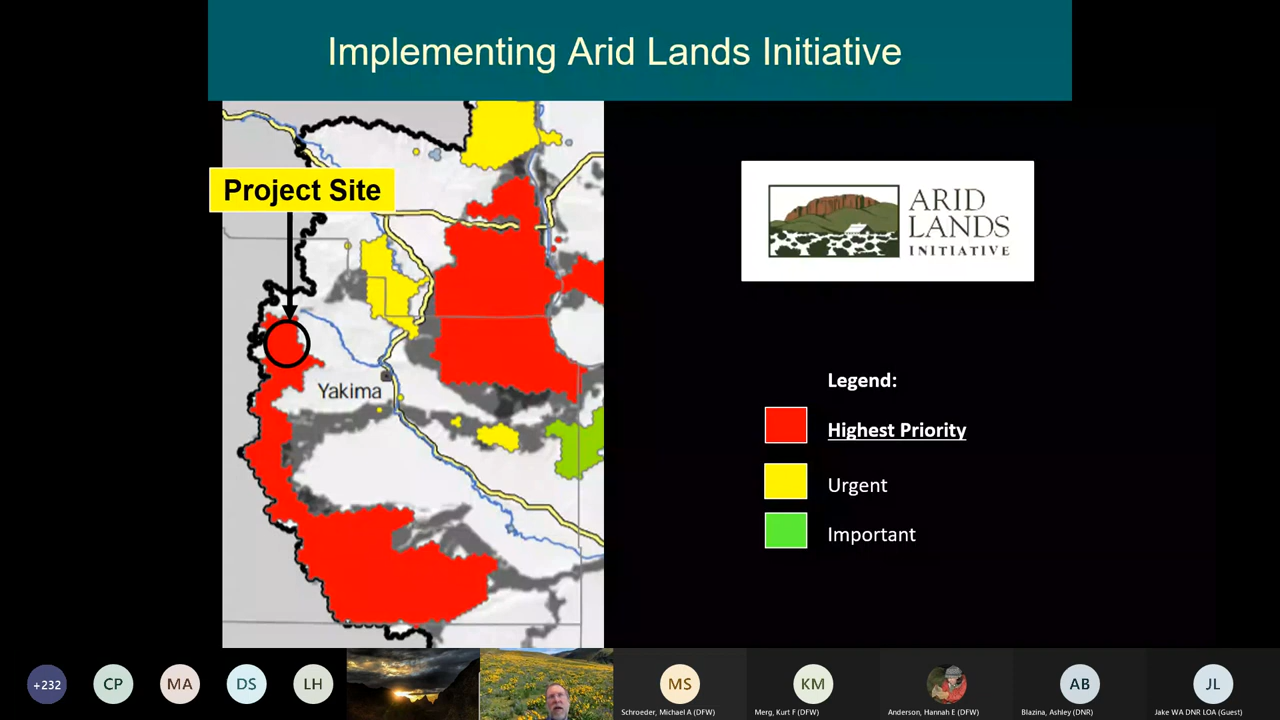 Implementing Arid Lands Initiative
Project Site
Yakima
ARID
LANDS
INITIATIVE
Legend:
Highest Priority
Urgent
Important
+232
CP
MA
DS
LH
MS
Schroeder, Michael A (DFW)
KM
Merg, Kurt F (DFW)
Anderson, Hannah E (DFW)
AB
Blazina, Ashley (DNR)
JL
Jake WA DNR LOA (Guest)